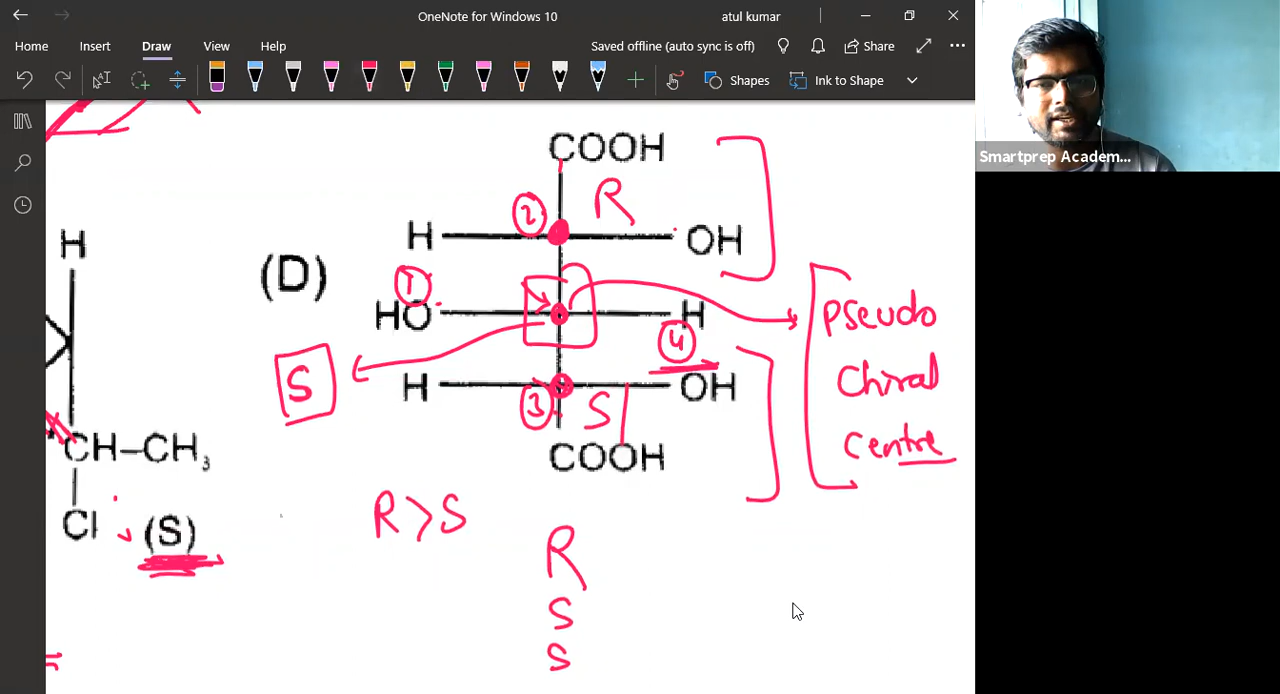 OneNote for Windows 10
atul kumar
Home Insert Draw View Help
Saved offline (auto sync is off)
Share
Shapes
Ink to Shape
Smartprep Academ...
COOH
R
2
H OH
H
(D)
1
HO H
Pseudo
4
Chiral
S
H OH
3 S
Centre
CH-CH3
COOH
R>S
Cl
(S)
R
S
S